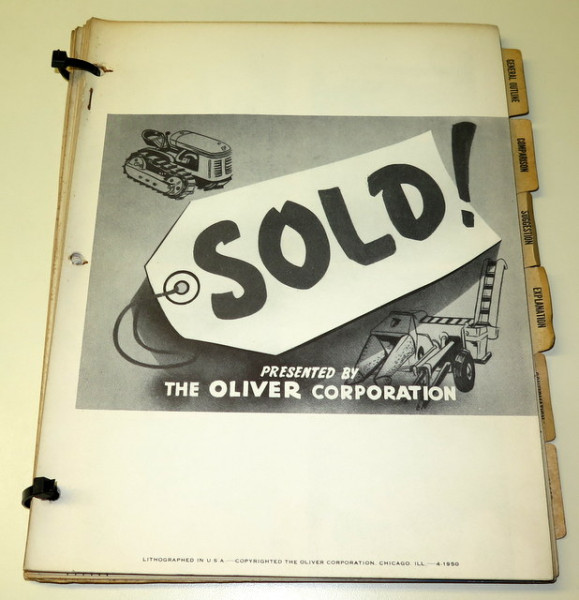 SOLD!
PRESENTED BY
THE OLIVER CORPORATION
LITHOGRAPHED IN U S A — COPYRIGHTED THE OLIVER CORPORATION, CHICAGO, ILL. — 4-1950
GENERAL OUTLINE
COMPARISON
SUGGESTION
EXPLANATION